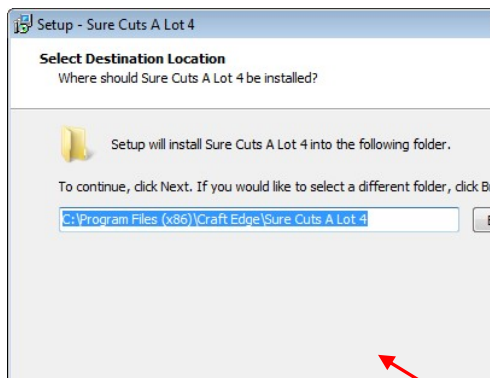 Setup - Sure Cuts A Lot 4
Select Destination Location
Where should Sure Cuts A Lot 4 be installed?
Setup will install Sure Cuts A Lot 4 into the following folder.
To continue, click Next. If you would like to select a different folder, click
C:\Program Files (x86)\Craft Edge\Sure Cuts A Lot 4